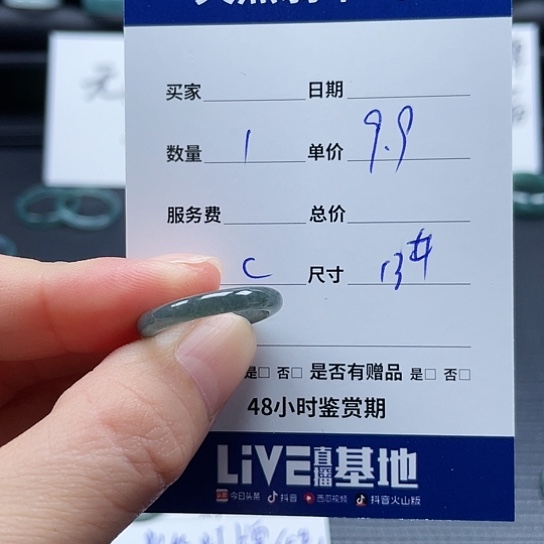 买家 日期
数量 1 单价 9.9
服务费 总价
C 尺寸 13#
是□ 否□ 是否有赠品 是□ 否□
48小时鉴赏期
LiVE直播基地
今日头条 抖音 西瓜视频 抖音火山版